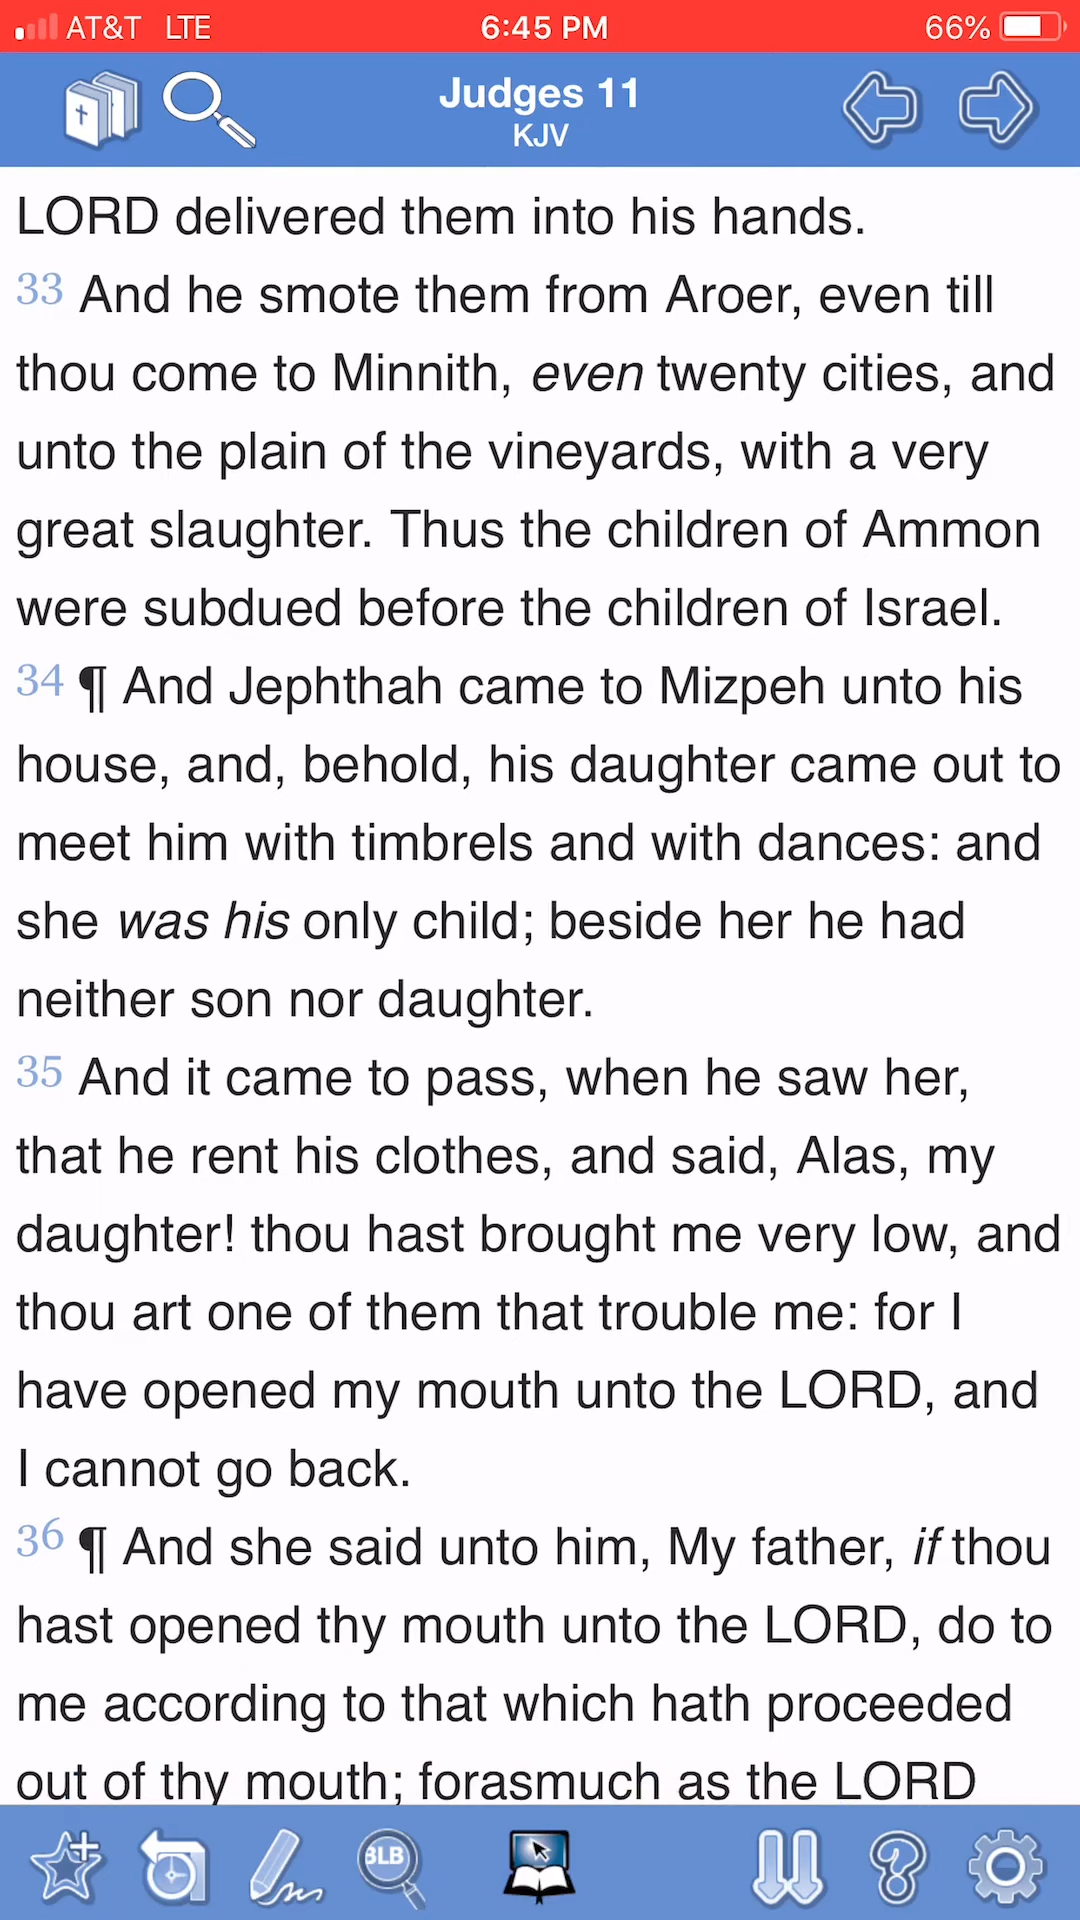 AT&T LTE 6:45 PM 66%
Judges 11
KJV
LORD delivered them into his hands.
33 And he smote them from Aroer, even till
thou come to Minnith, even twenty cities, and
unto the plain of the vineyards, with a very
great slaughter. Thus the children of Ammon
were subdued before the children of Israel.
34 ¶ And Jephthah came to Mizpeh unto his
house, and, behold, his daughter came out to
meet him with timbrels and with dances: and
she was his only child; beside her he had
neither son nor daughter.
35 And it came to pass, when he saw her,
that he rent his clothes, and said, Alas, my
daughter! thou hast brought me very low, and
thou art one of them that trouble me: for I
have opened my mouth unto the LORD, and
I cannot go back.
36 ¶ And she said unto him, My father, if thou
hast opened thy mouth unto the LORD, do to
me according to that which hath proceeded
out of thy mouth; forasmuch as the LORD
BLB